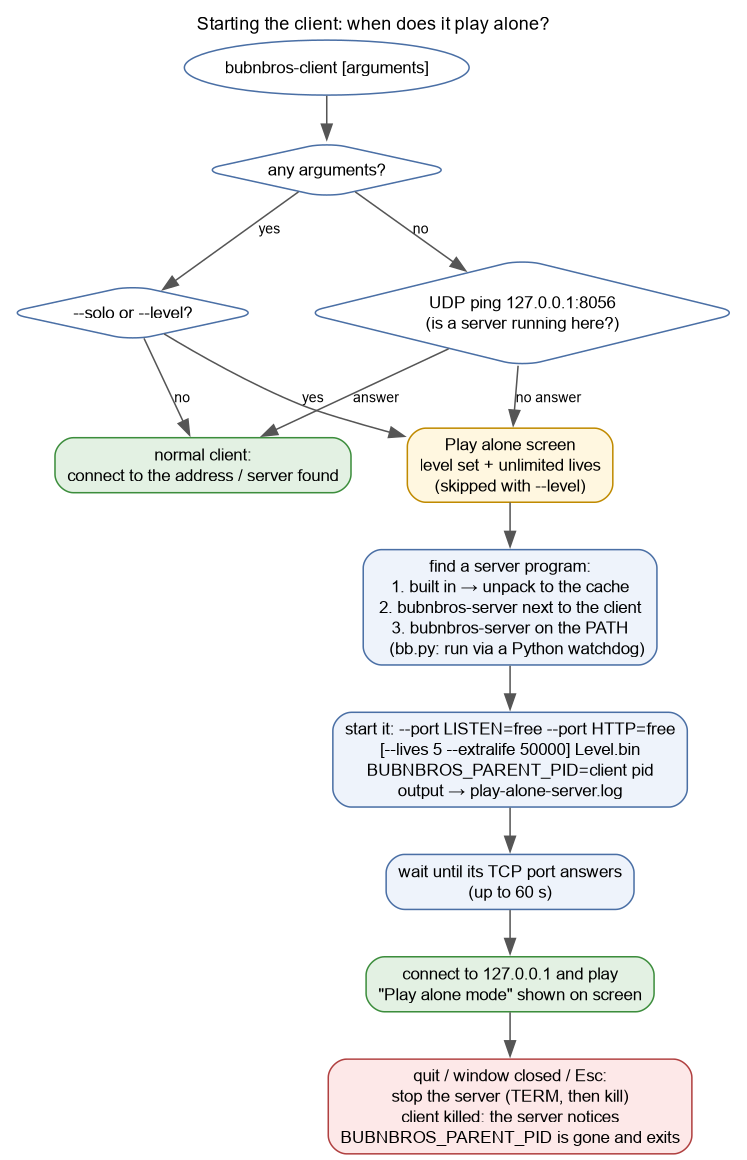 Starting the client: when does it play alone?
bubnbros-client [arguments]
any arguments?
yes
no
--solo or --level?
UDP ping 127.0.0.1:8056
(is a server running here?)
no
yes
answer
no answer
normal client:
connect to the address / server found
Play alone screen
level set + unlimited lives
(skipped with --level)
find a server program:
1. built in → unpack to the cache
2. bubnbros-server next to the client
3. bubnbros-server on the PATH
(bb.py: run via a Python watchdog)
start it: --port LISTEN=free --port HTTP=free
[--lives 5 --extralife 50000] Level.bin
BUBNBROS_PARENT_PID=client pid
output → play-alone-server.log
wait until its TCP port answers
(up to 60 s)
connect to 127.0.0.1 and play
"Play alone mode" shown on screen
quit / window closed / Esc:
stop the server (TERM, then kill)
client killed: the server notices
BUBNBROS_PARENT_PID is gone and exits